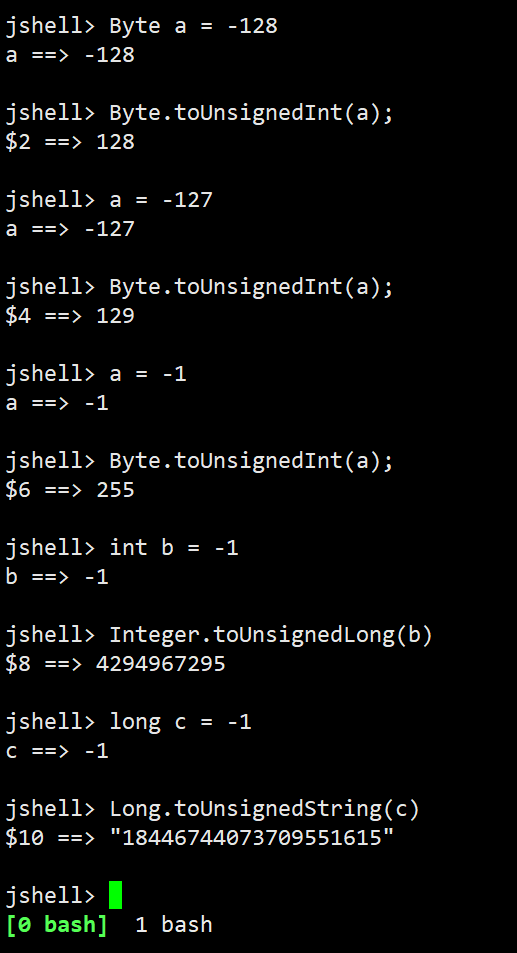 jshell> Byte a = -128
a ==> -128
jshell> Byte.toUnsignedInt(a);
$2 ==> 128
jshell> a = -127
a ==> -127
jshell> Byte.toUnsignedInt(a);
$4 ==> 129
jshell> a = -1
a ==> -1
jshell> Byte.toUnsignedInt(a);
$6 ==> 255
jshell> int b = -1
b ==> -1
jshell> Integer.toUnsignedLong(b)
$8 ==> 4294967295
jshell> long c = -1
c ==> -1
jshell> Long.toUnsignedString(c)
$10 ==> "18446744073709551615"
jshell>
[0 bash]  1 bash